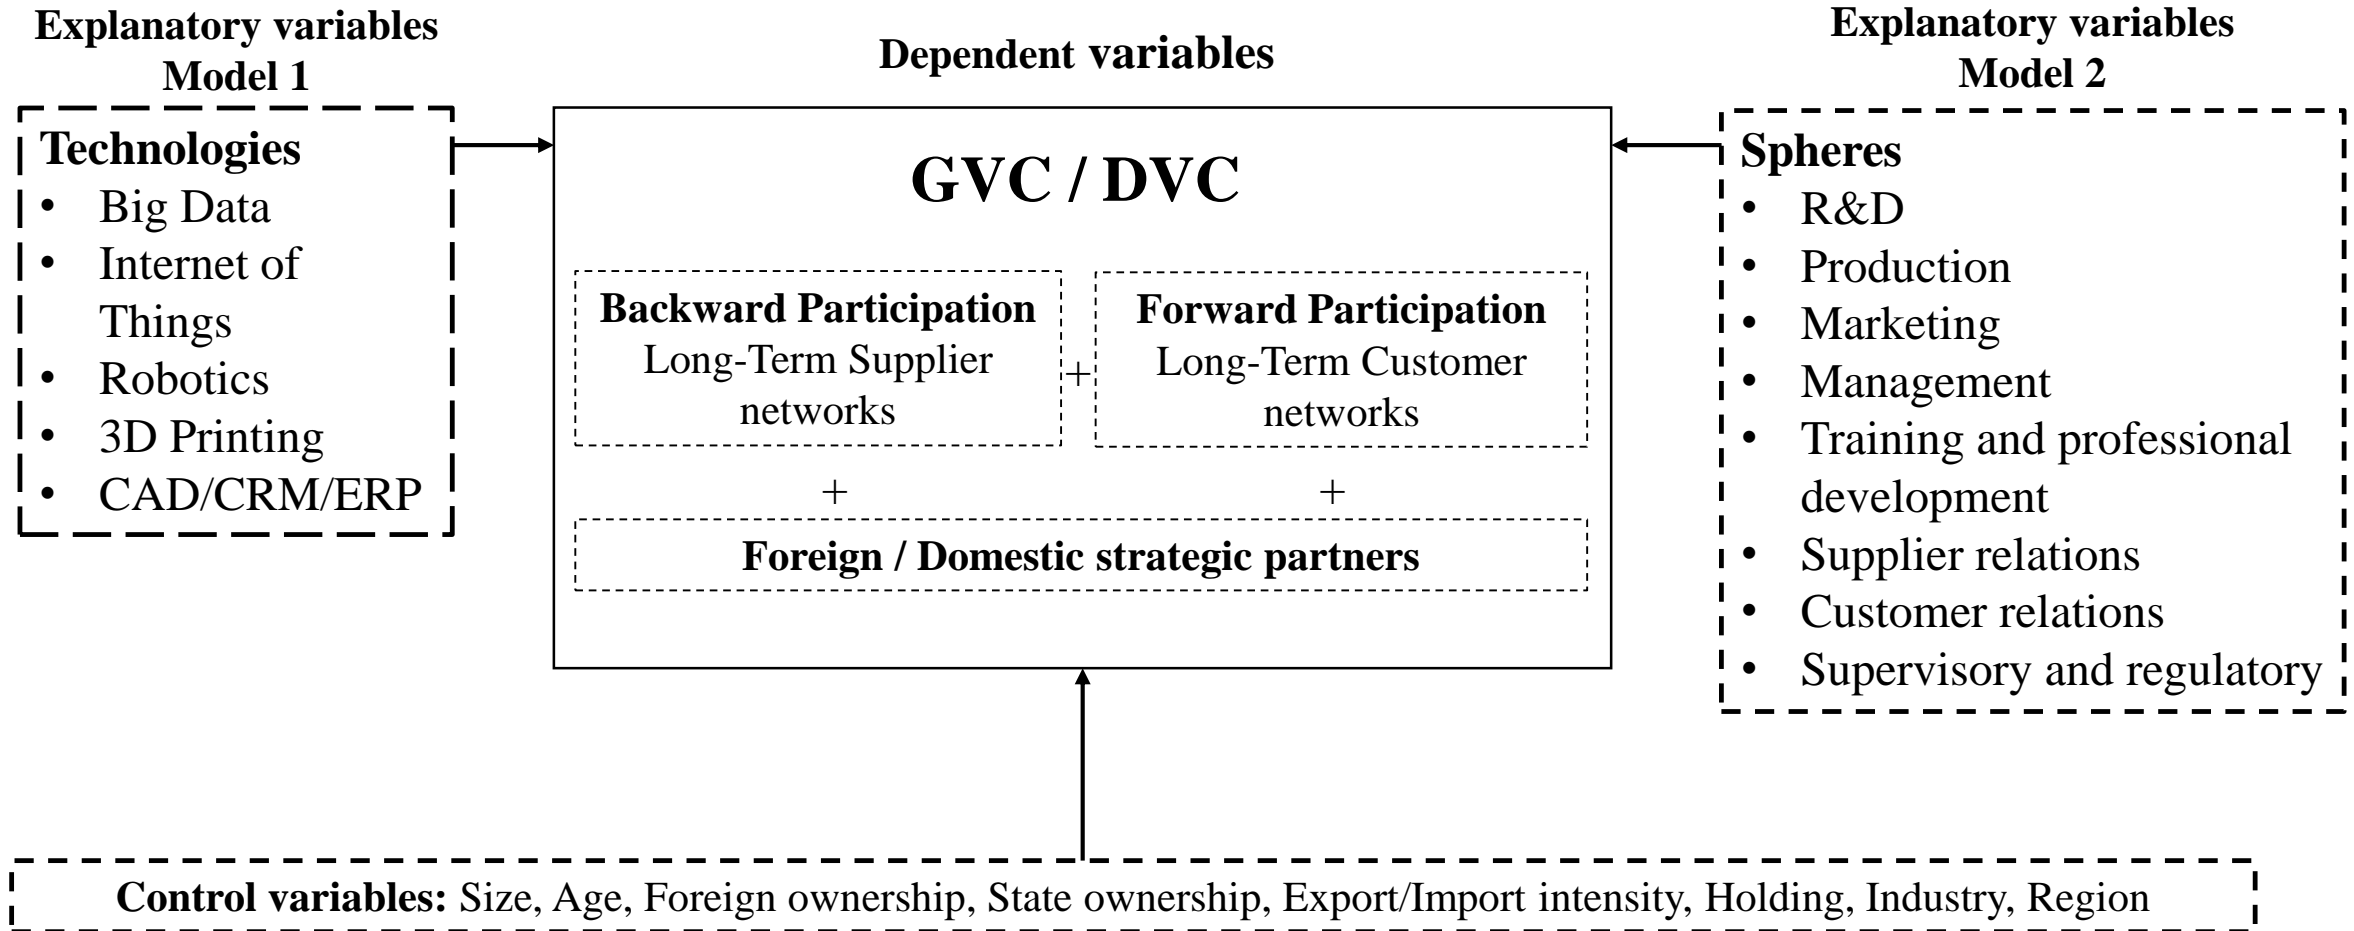 Explanatory variables
Model 1
Technologies
• Big Data
• Internet of
Things
• Robotics
• 3D Printing
• CAD/CRM/ERP
Dependent variables
GVC / DVC
Backward Participation
Long-Term Supplier
networks
+
Forward Participation
Long-Term Customer
networks
+
+
Foreign / Domestic strategic partners
Explanatory variables
Model 2
Spheres
• R&D
• Production
• Marketing
• Management
• Training and professional
development
• Supplier relations
• Customer relations
• Supervisory and regulatory
Control variables: Size, Age, Foreign ownership, State ownership, Export/Import intensity, Holding, Industry, Region